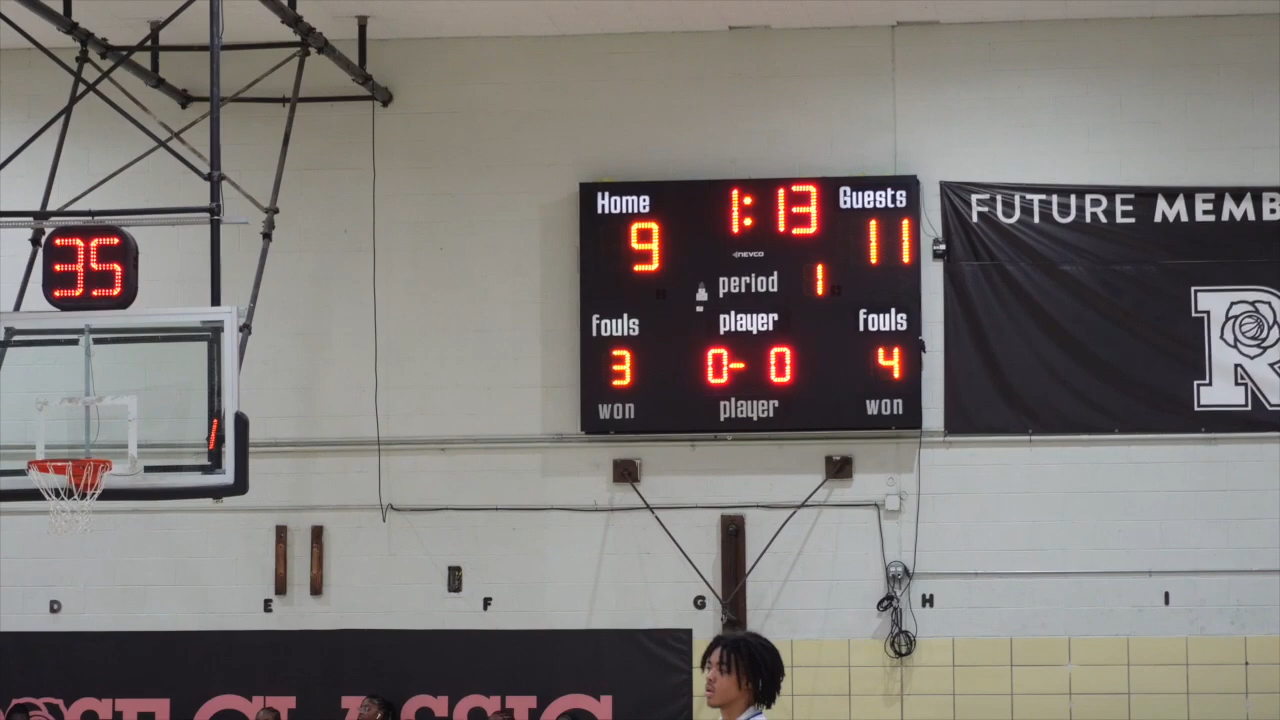 35
Home 1:13 Guests
9 11
NEVCO
period 1
fouls player fouls
3 0- 0 4
won player won
FUTURE MEMB
R
D E F G H I
CLASSIC